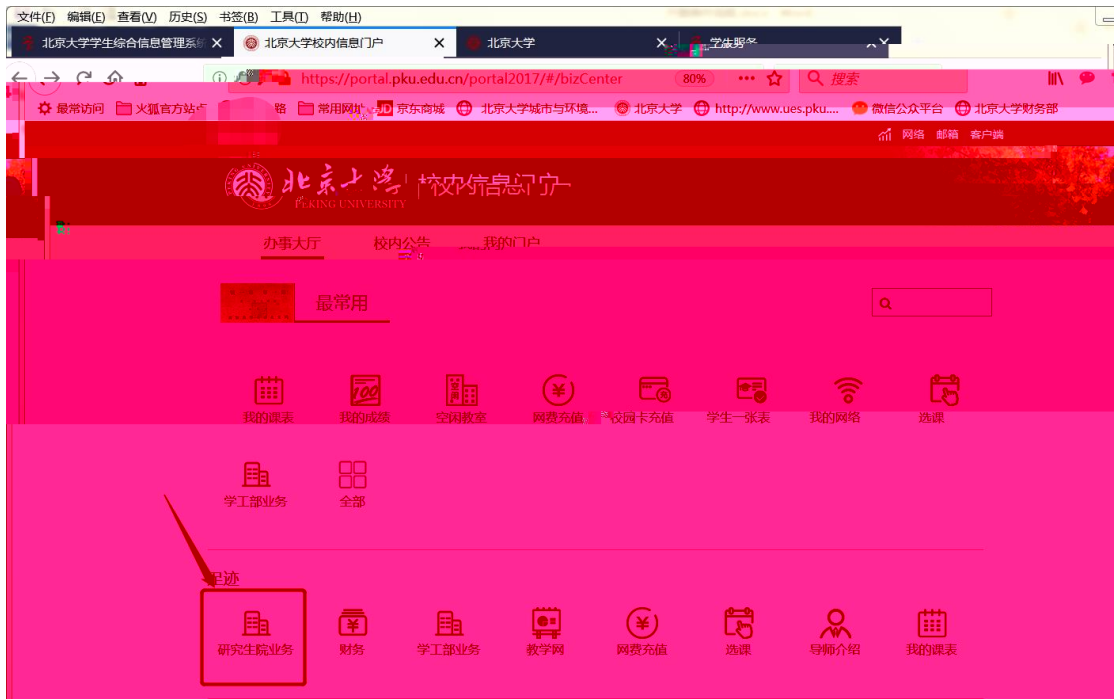 文件(F) 编辑(E) 查看(V) 历史(S) 书签(B) 工具(T) 帮助(H)
北京大学学生综合信息管理系统 × 北京大学校内信息门户 × 北京大学 × 学生服务 ×
https://portal.pku.edu.cn/portal2017/#/bizCenter 80% 搜索
最常访问 火狐官方站点 常用网址 JD 京东商城 北京大学城市与环境... 北京大学 http://www.ues.pku.... 微信公众平台 北京大学财务部
网络 邮箱 客户端
北京大学 校内信息门户
PEKING UNIVERSITY
办事大厅 校内公告 我的门户
最常用
我的课表 我的成绩 空闲教室 网费充值 校园卡充值 学生一张表 我的网络 选课
学工部业务 全部
足迹
研究生院业务 财务 学工部业务 教学网 网费充值 选课 导师介绍 我的课表